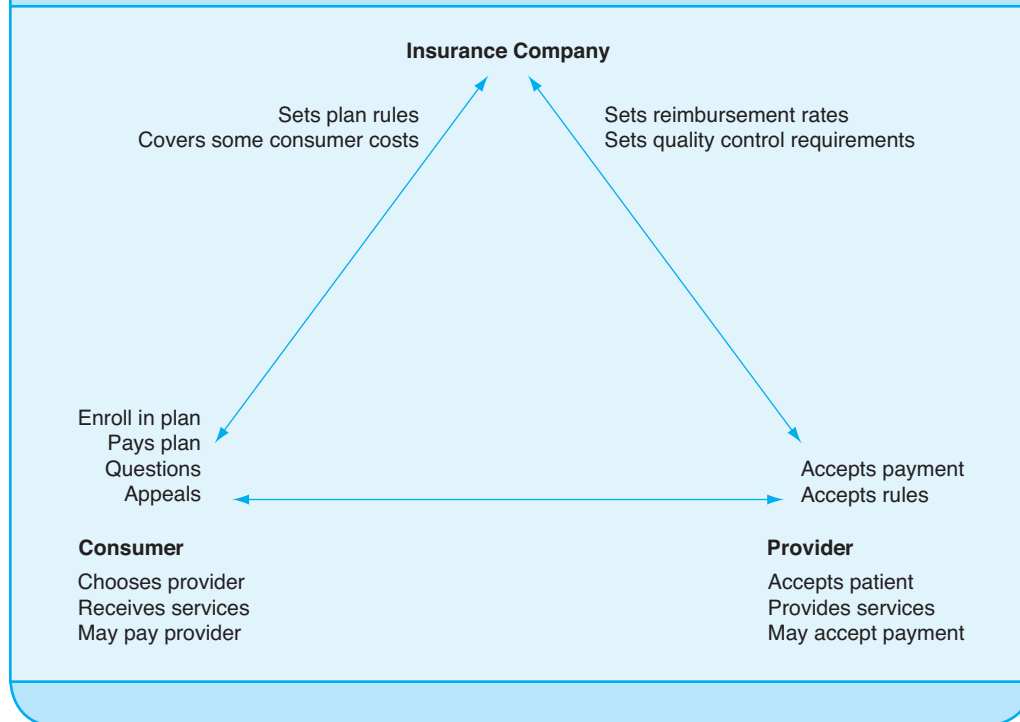 Insurance Company
Sets plan rules
Covers some consumer costs
Sets reimbursement rates
Sets quality control requirements
Enroll in plan
Pays plan
Questions
Appeals
Accepts payment
Accepts rules
Consumer
Chooses provider
Receives services
May pay provider
Provider
Accepts patient
Provides services
May accept payment